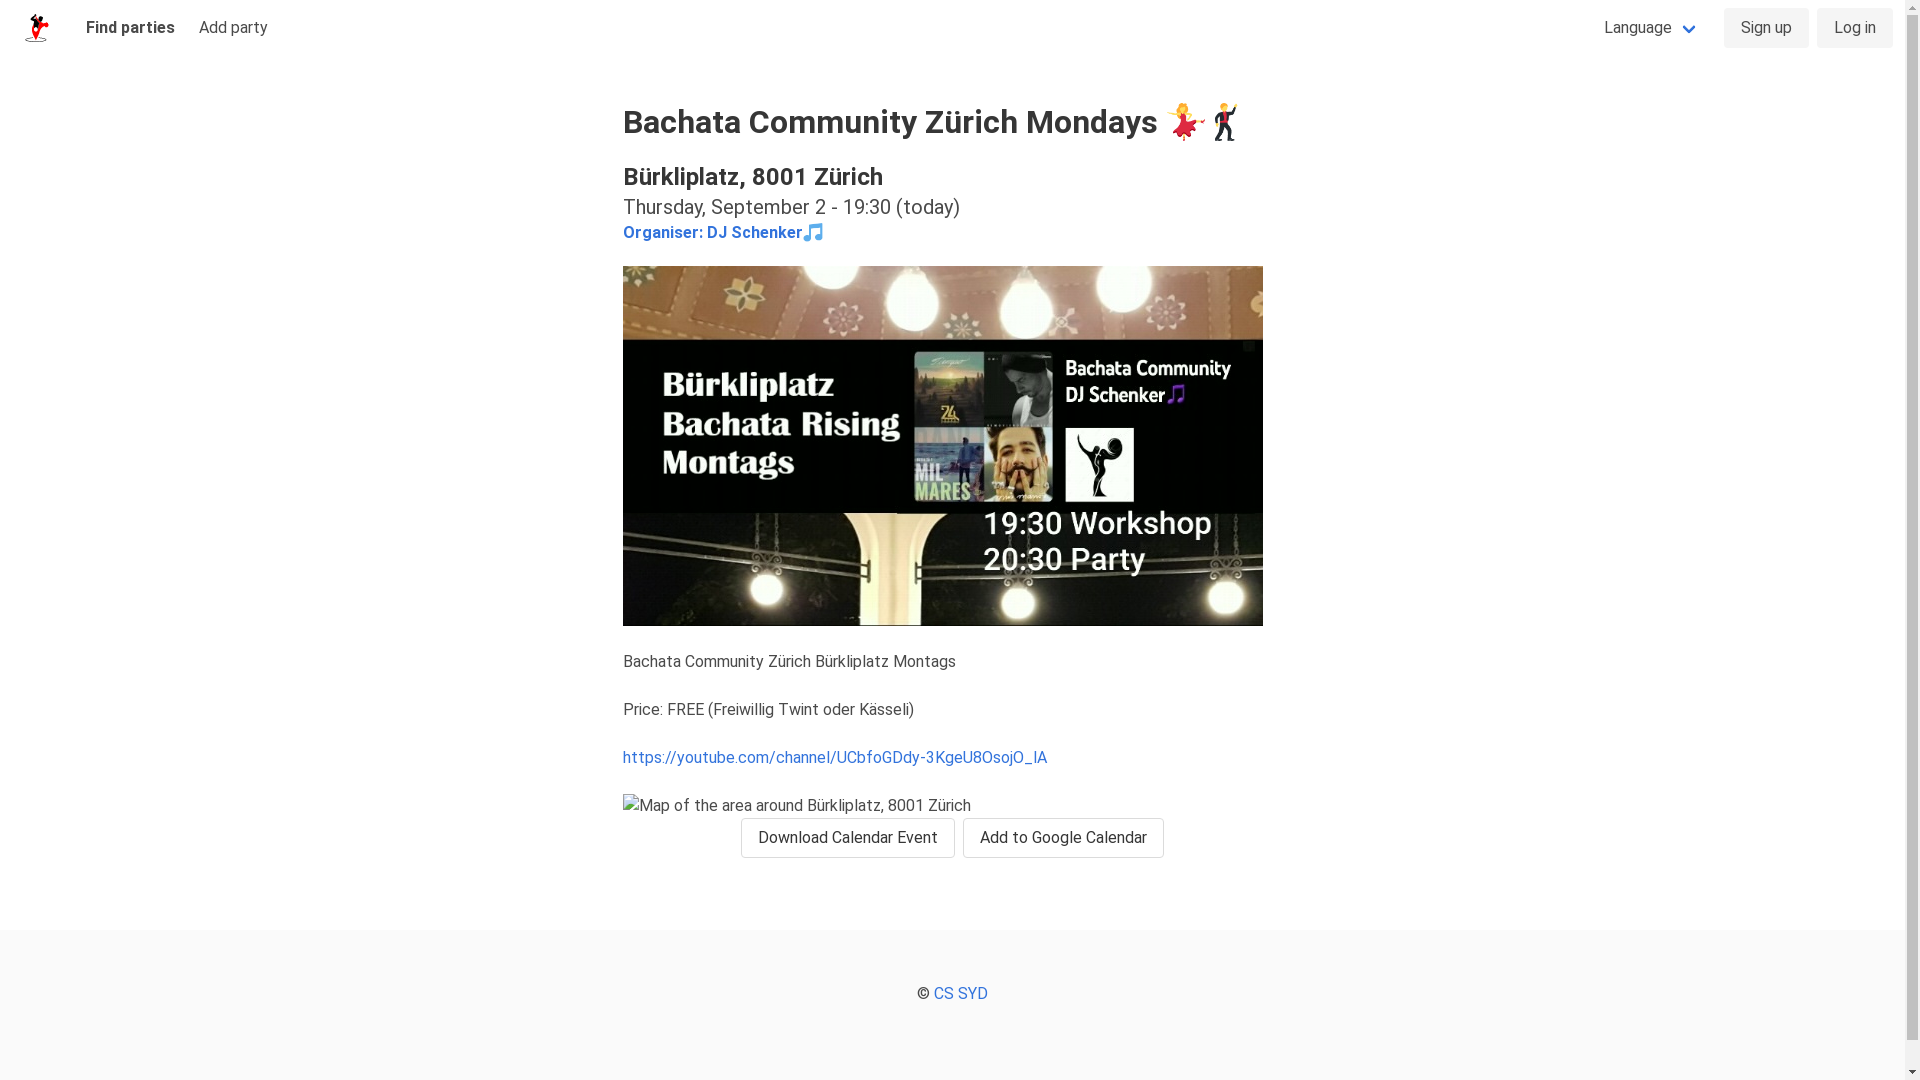 Find parties
Add party
Language
Sign up
Log in
Bachata Community Zürich Mondays 💃🕺
Bürkliplatz, 8001 Zürich
Thursday, September 2 - 19:30 (today)
Organiser: DJ Schenker🎵
Bürkliplatz
Bachata Rising
Montags
MIL
MARES
Bachata Community
DJ Schenker🎵
19:30 Workshop
20:30 Party
Bachata Community Zürich Bürkliplatz Montags
Price: FREE (Freiwillig Twint oder Kässeli)
https://youtube.com/channel/UCbfoGDdy-3KgeU8OsojO_lA
Map of the area around Bürkliplatz, 8001 Zürich
Download Calendar Event
Add to Google Calendar
© CS SYD